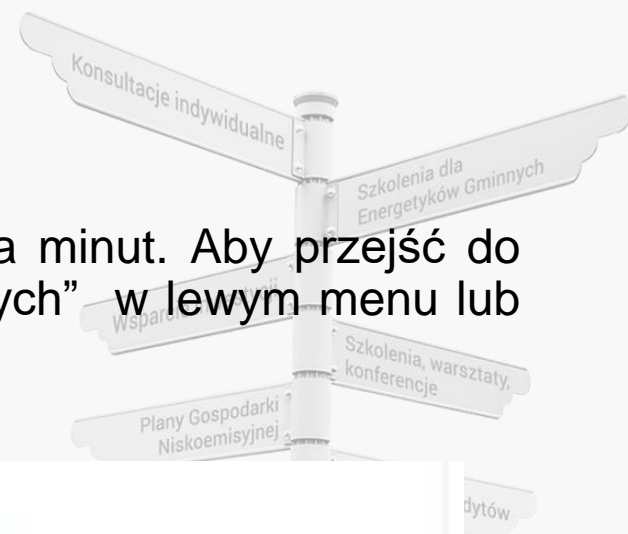 Konsultacje indywidualne
Szkolenia dla
Energetyków Gminnych
a minut. Aby przejść do
ych” w lewym menu lub
Szkolenia, warsztaty,
konferencje
Plany Gospodarki
Niskoemisyjnej